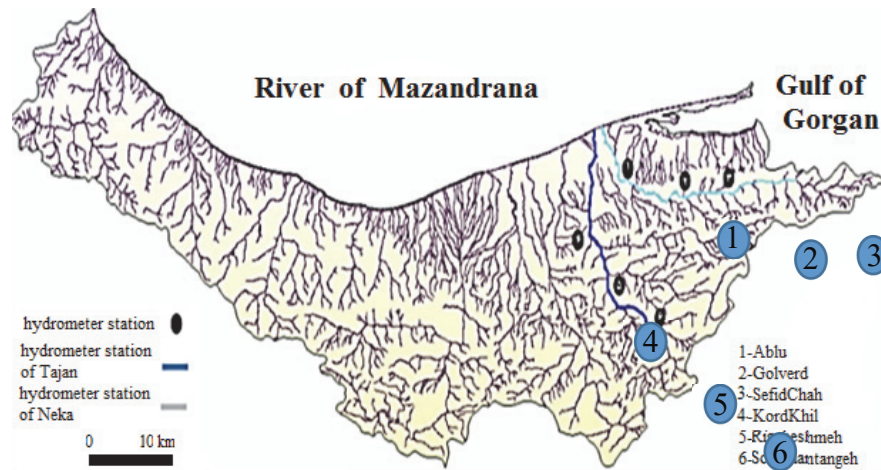 River of Mazandrana
Gulf of
Gorgan
1
2
3
4
5
6
hydrometer station
hydrometer station
of Tajan
hydrometer station
of Neka
0 10 km
1-Ablu
2-Golverd
3-SefidChah
4-KordKhil